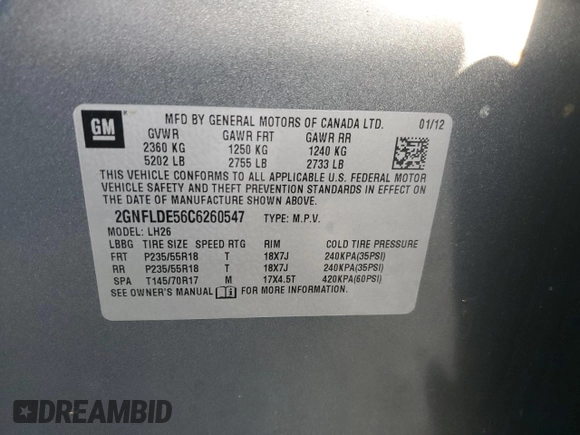 GM
MFD BY GENERAL MOTORS OF CANADA LTD. 01/12
GVWR GAWR FRT GAWR RR
2360 KG 1250 KG 1240 KG
5202 LB 2755 LB 2733 LB
THIS VEHICLE CONFORMS TO ALL APPLICABLE U.S. FEDERAL MOTOR
VEHICLE SAFETY AND THEFT PREVENTION STANDARDS IN EFFECT ON
THE DATE OF MANUFACTURE SHOWN ABOVE.
2GNFLDE56C6260547 TYPE: M.P.V.
MODEL: LH26
LBBG TIRE SIZE SPEED RTG RIM COLD TIRE PRESSURE
FRT P235/55R18 T 18X7J 240KPA(35PSI)
RR P235/55R18 T 18X7J 240KPA(35PSI)
SPA T145/70R17 M 17X4.5T 420KPA(60PSI)
SEE OWNER'S MANUAL FOR MORE INFORMATION
DREAMBID